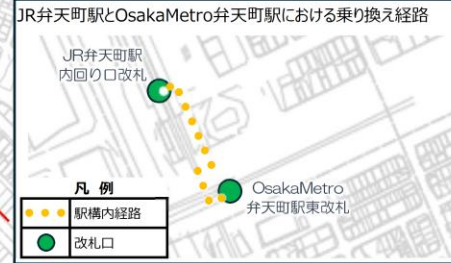 JR弁天町駅とOsakaMetro弁天町駅における乗り換え経路
JR弁天町駅
内回り口改札
OsakaMetro
弁天町駅東改札
凡 例
駅構内経路
改札口